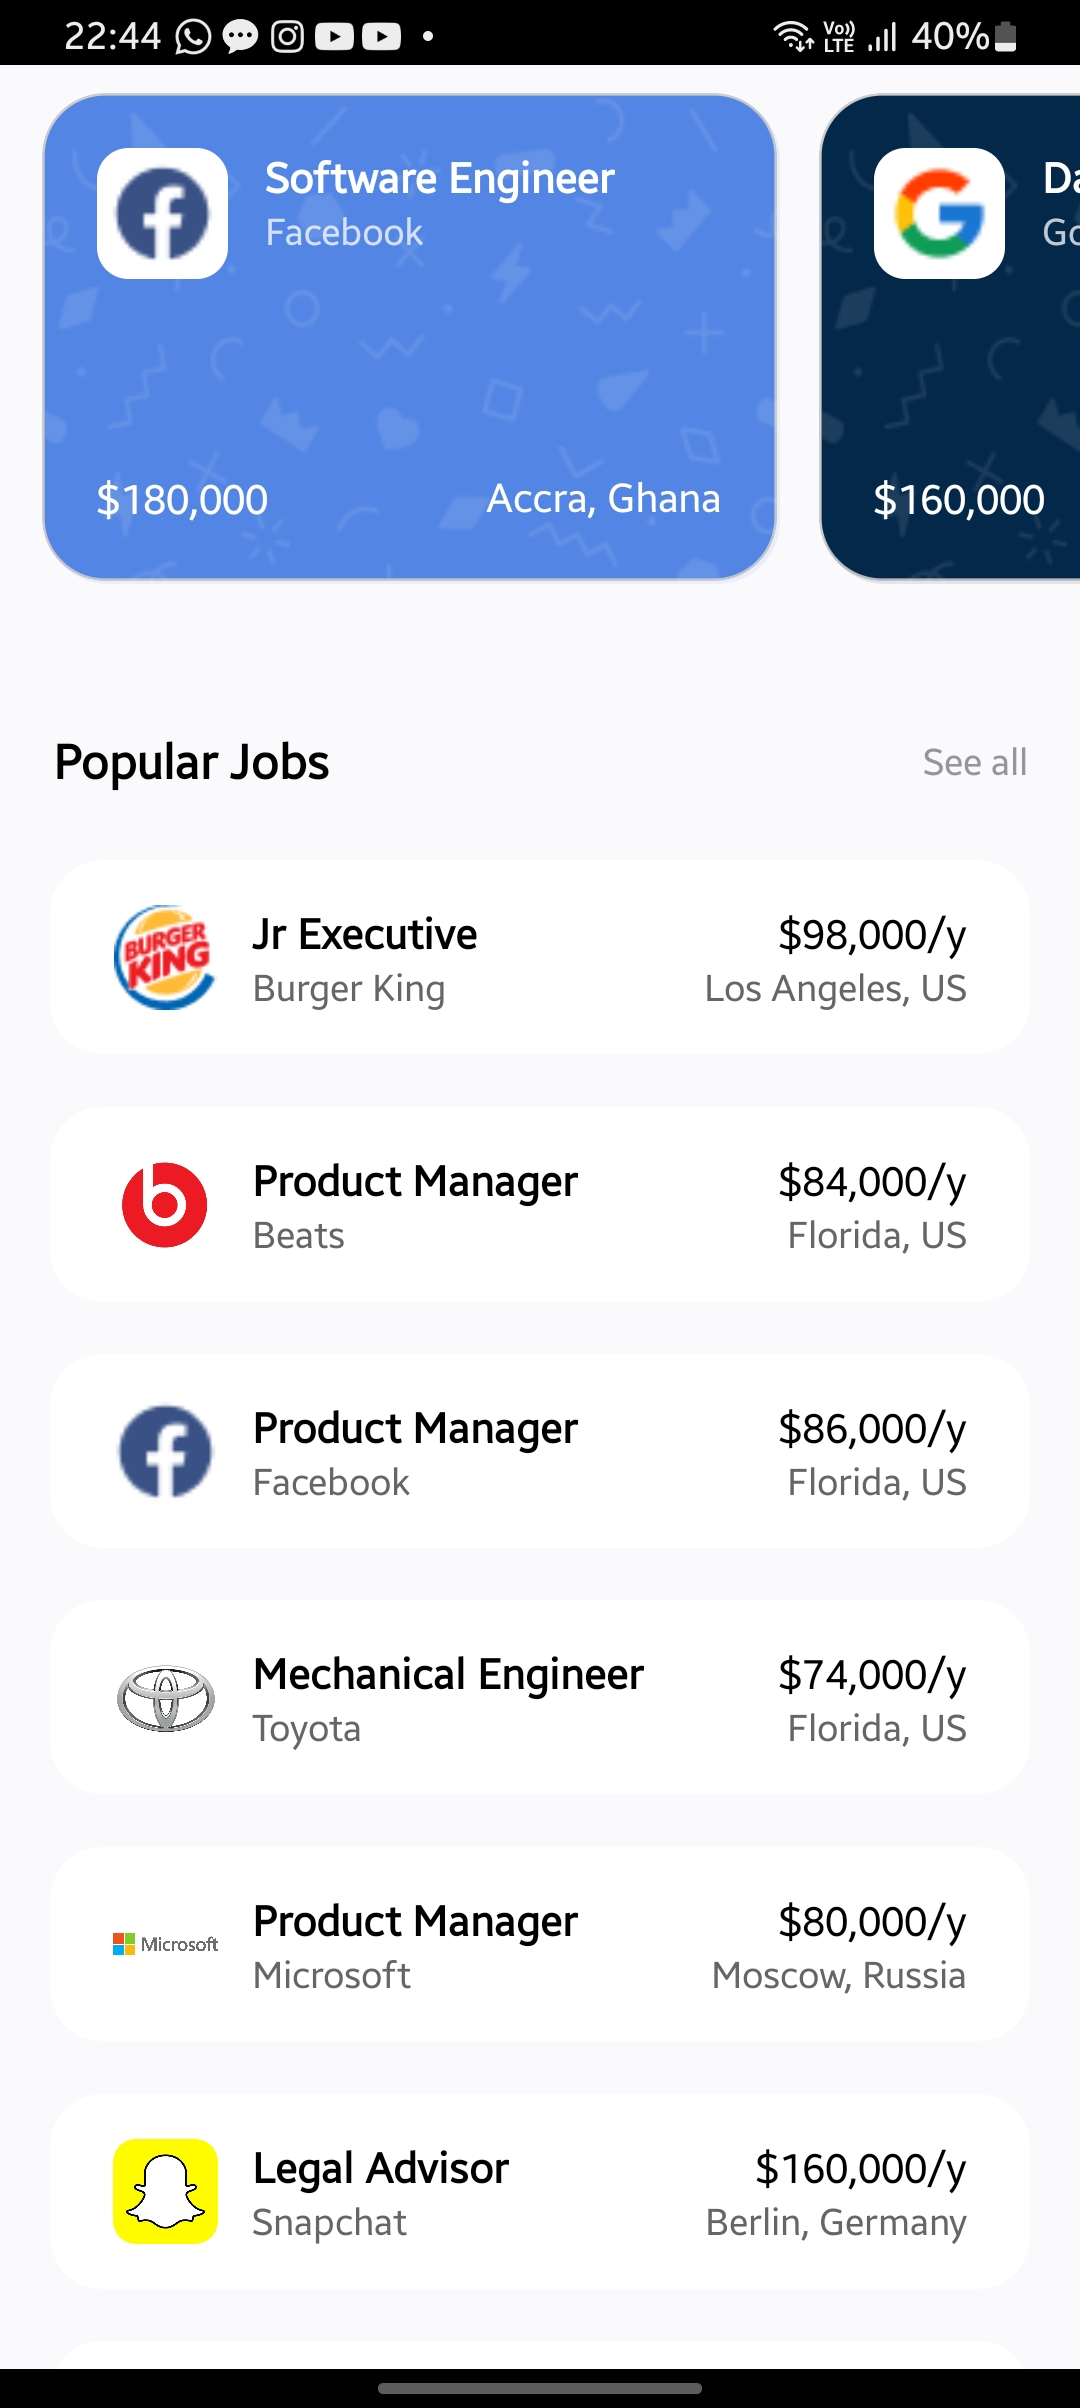 22:44
Vo)) LTE
40%
Software Engineer
Facebook
$180,000
Accra, Ghana
$160,000
Popular Jobs
See all
BURGER KING
Jr Executive
$98,000/y
Burger King
Los Angeles, US
Product Manager
$84,000/y
Beats
Florida, US
Product Manager
$86,000/y
Facebook
Florida, US
Mechanical Engineer
$74,000/y
Toyota
Florida, US
Microsoft
Product Manager
$80,000/y
Microsoft
Moscow, Russia
Legal Advisor
$160,000/y
Snapchat
Berlin, Germany